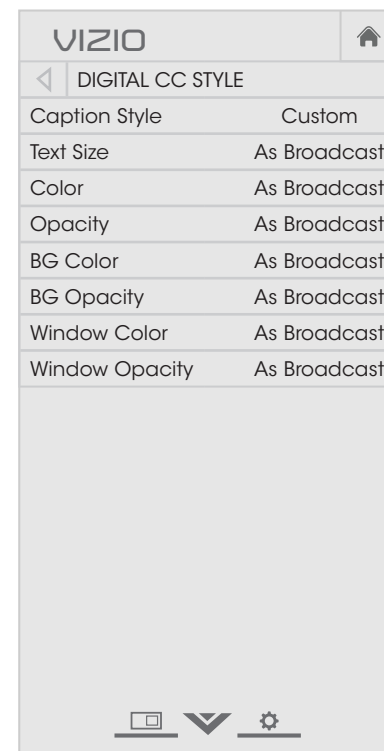 VIZIO
DIGITAL CC STYLE
Caption Style Custom
Text Size As Broadcast
Color As Broadcast
Opacity As Broadcast
BG Color As Broadcast
BG Opacity As Broadcast
Window Color As Broadcast
Window Opacity As Broadcast